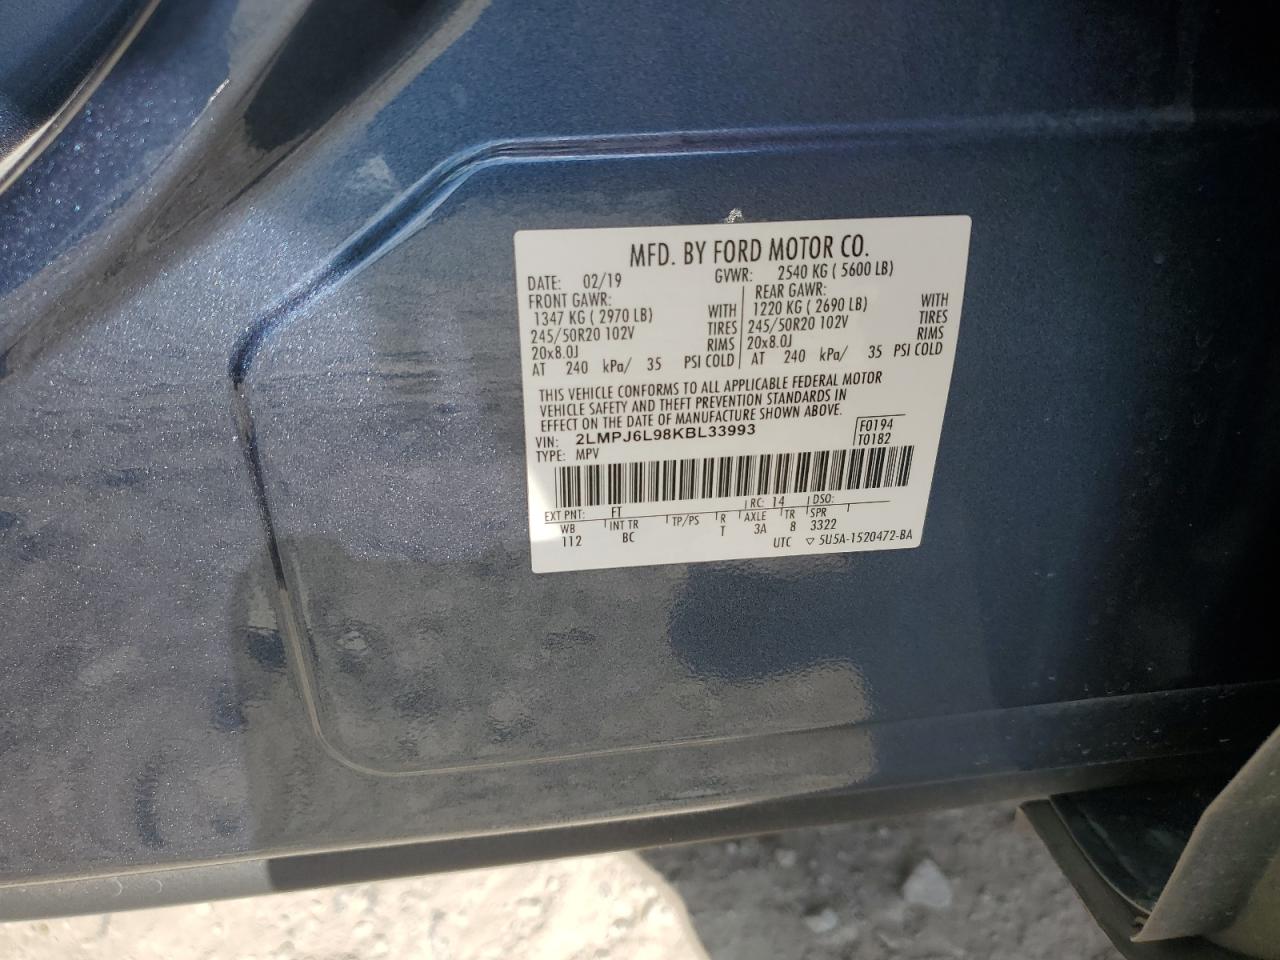 MFD. BY FORD MOTOR CO.
DATE: 02/19 GVWR: 2540 KG ( 5600 LB)
FRONT GAWR: REAR GAWR:
1347 KG ( 2970 LB) WITH 1220 KG ( 2690 LB) WITH
245/50R20 102V TIRES 245/50R20 102V TIRES
20x8.0J RIMS 20x8.0J RIMS
AT 240 kPa/ 35 PSI COLD AT 240 kPa/ 35 PSI COLD
THIS VEHICLE CONFORMS TO ALL APPLICABLE FEDERAL MOTOR
VEHICLE SAFETY AND THEFT PREVENTION STANDARDS IN
EFFECT ON THE DATE OF MANUFACTURE SHOWN ABOVE.
VIN: 2LMPJ6L98KBL33993 F0194
TYPE: MPV T0182
EXT PNT: FT RC: 14 DSO:
WB INT TR TP/PS R AXLE TR SPR
112 BC T 3A 8 3322
UTC ▽ 5U5A-1520472-BA